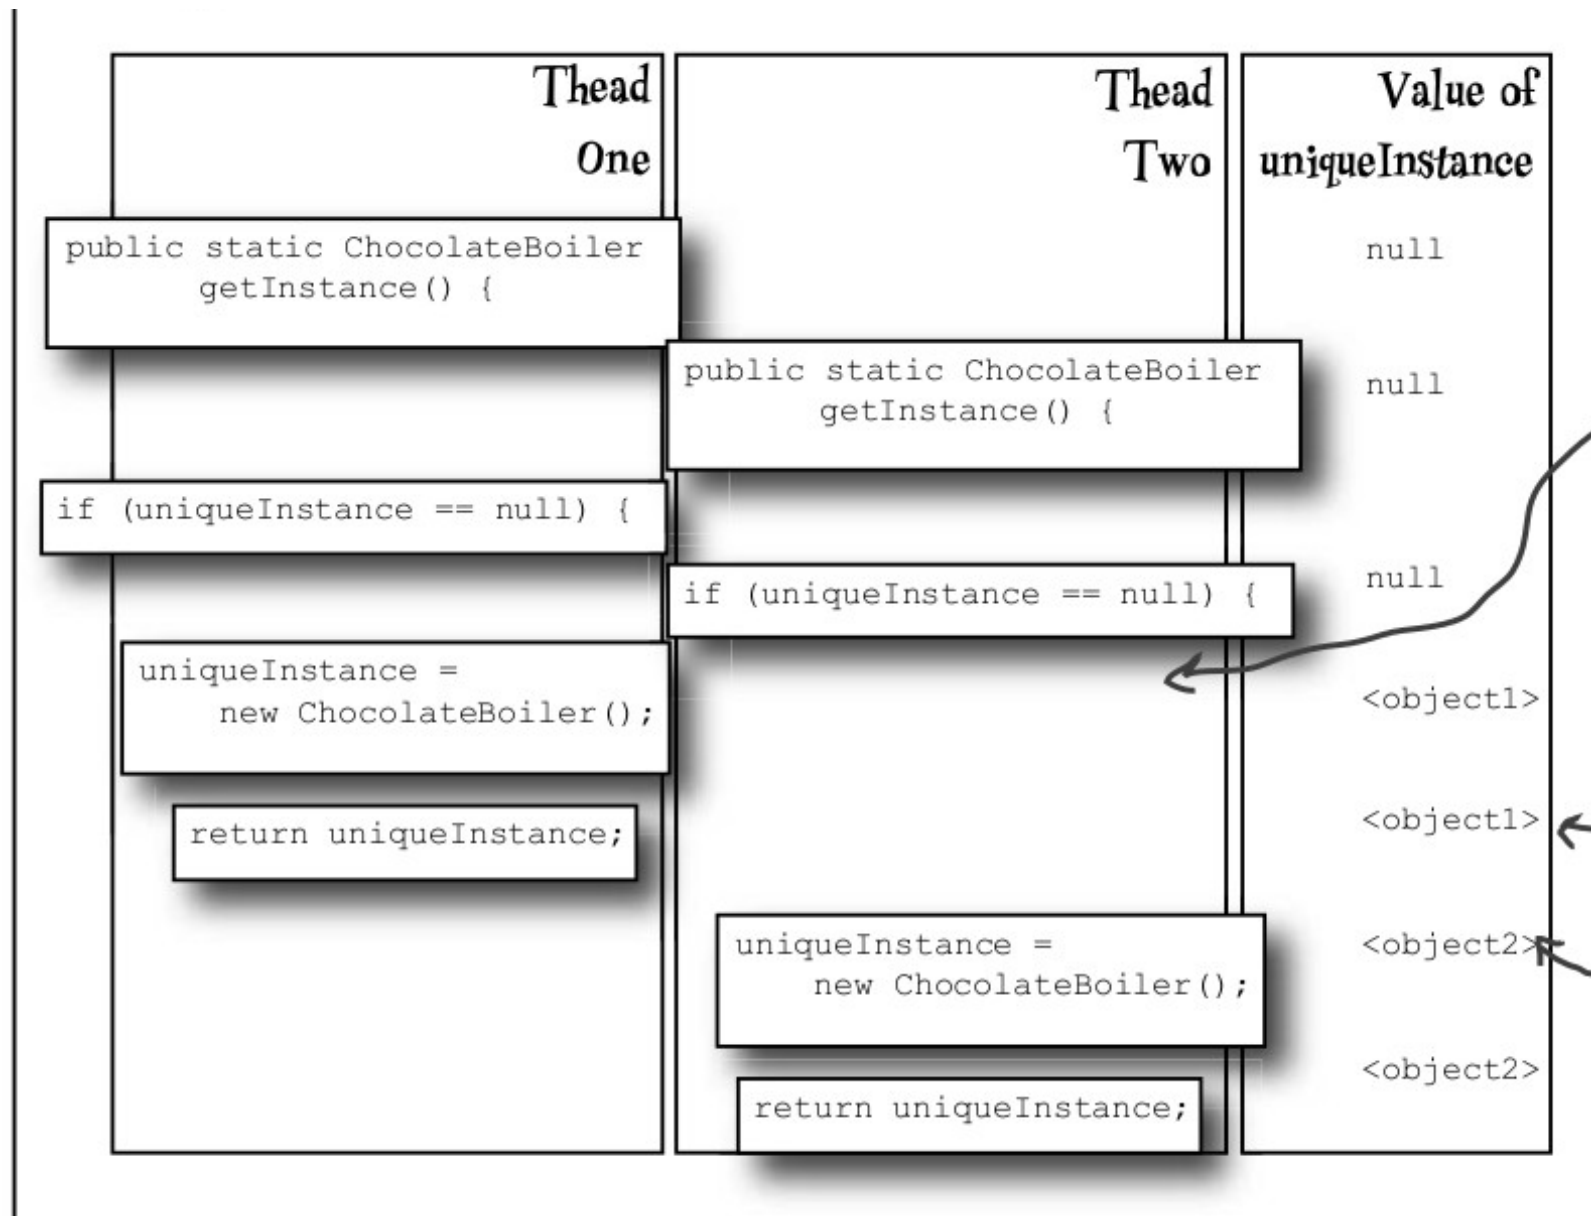 Thead
One
Thead
Two
Value of
uniqueInstance
public static ChocolateBoiler
getInstance() {
null
public static ChocolateBoiler
getInstance() {
null
if (uniqueInstance == null) {
if (uniqueInstance == null) {
null
uniqueInstance =
new ChocolateBoiler();
<object1>
return uniqueInstance;
<object1>
uniqueInstance =
new ChocolateBoiler();
<object2>
return uniqueInstance;
<object2>